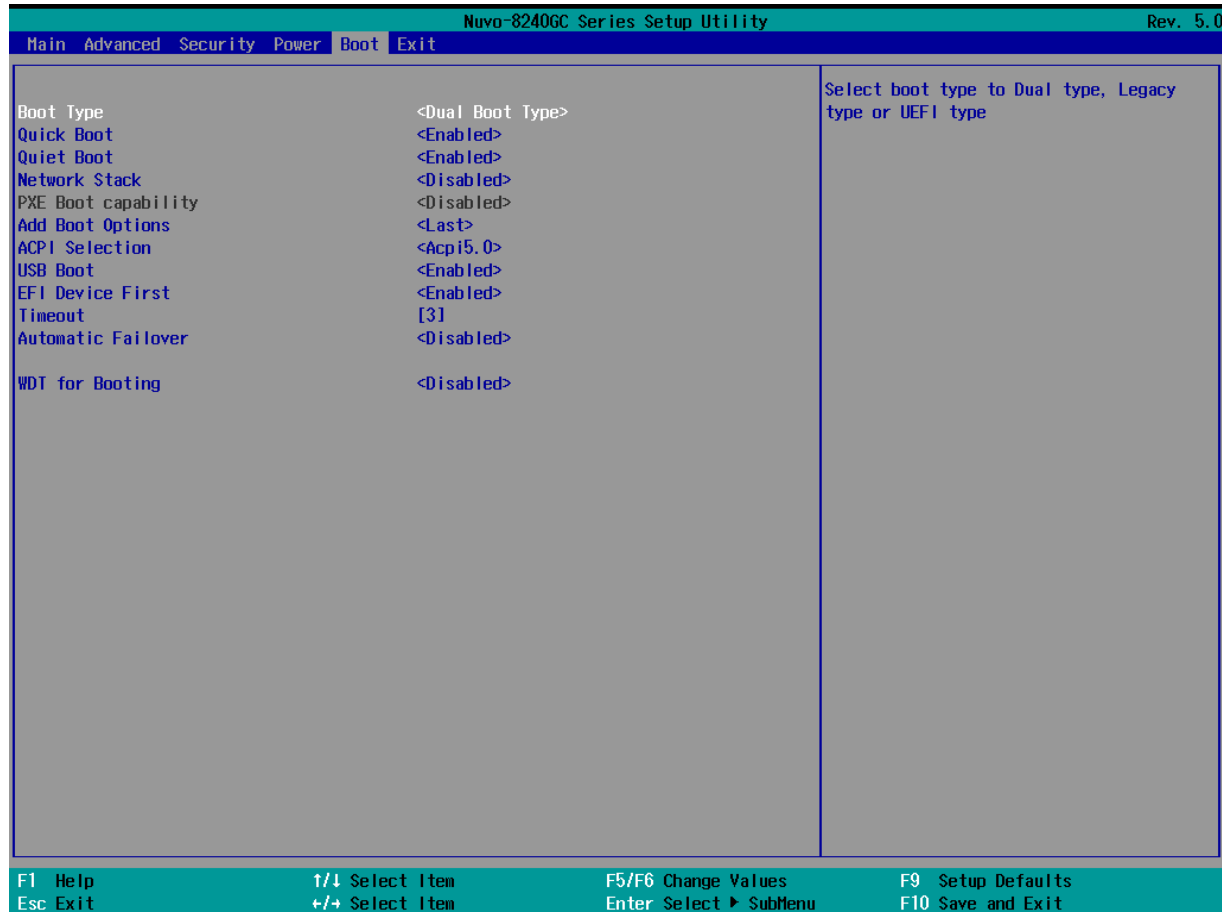 Nuvo-8240GC Series Setup Utility Rev. 5.0
Main Advanced Security Power Boot Exit
Select boot type to Dual type, Legacy
type or UEFI type
Boot Type <Dual Boot Type>
Quick Boot <Enabled>
Quiet Boot <Enabled>
Network Stack <Disabled>
PXE Boot capability <Disabled>
Add Boot Options <Last>
ACPI Selection <Acpi5.0>
USB Boot <Enabled>
EFI Device First <Enabled>
Timeout [3]
Automatic Failover <Disabled>
WDT for Booting <Disabled>
F1 Help ↑/↓ Select Item F5/F6 Change Values F9 Setup Defaults
Esc Exit ←/→ Select Item Enter Select ▶ SubMenu F10 Save and Exit